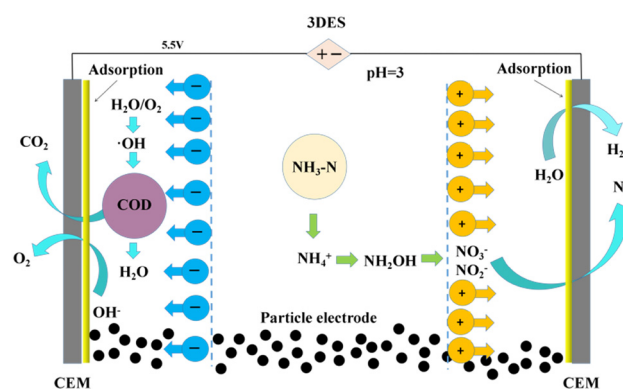 3DES
5.5V
+ −
pH=3
Adsorption
Adsorption
H₂O/O₂
·OH
CO₂
COD
O₂
H₂O
OH⁻
NH₃-N
NH₄⁺
NH₂OH
NO₃⁻
NO₂⁻
H₂O
Particle electrode
CEM
CEM